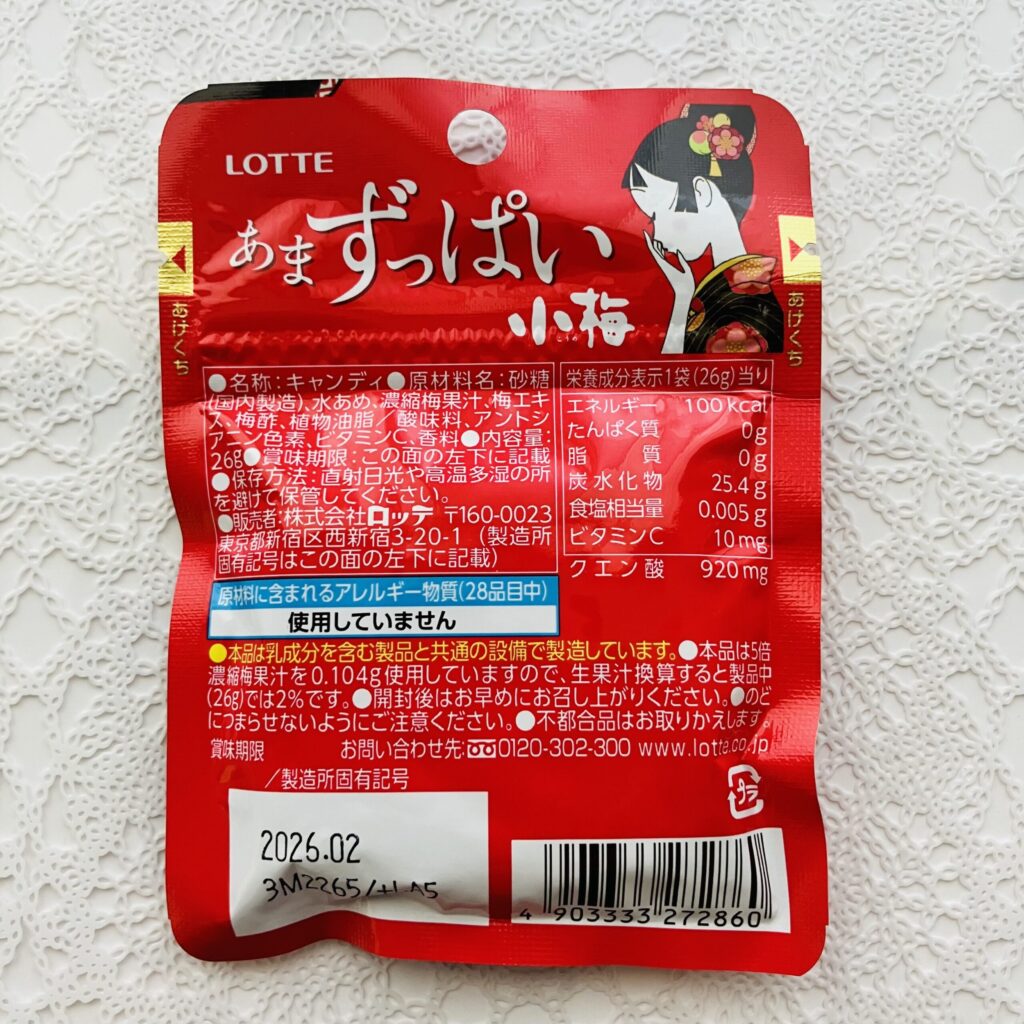 LOTTE
あまずっぱい
小梅
こうめ
あけくち
あけくち
●名称:キャンディ●原材料名:砂糖
(国内製造)、水あめ、濃縮梅果汁、梅エキ
ス、梅酢、植物油脂/酸味料、アントシ
アニン色素、ビタミンC、香料●内容量:
26g●賞味期限:この面の左下に記載
●保存方法:直射日光や高温多湿の所
を避けて保管してください。
●販売者:株式会社ロッテ 〒160-0023
東京都新宿区西新宿3-20-1(製造所
固有記号はこの面の左下に記載)
栄養成分表示1袋(26g)当り
エネルギー 100kcal
たんぱく質 0g
脂質 0g
炭水化物 25.4g
食塩相当量 0.005g
ビタミンC 10mg
クエン酸 920mg
原材料に含まれるアレルギー物質(28品目中)
使用していません
●本品は乳成分を含む製品と共通の設備で製造しています。●本品は5倍
濃縮梅果汁を0.104g使用していますので、生果汁換算すると製品中
(26g)では2%です。●開封後はお早めにお召し上がりください。●のど
につまらせないようにご注意ください。●不都合品はお取りかえします。
賞味期限 お問い合わせ先:0120-302-300 www.lotte.co.jp
/製造所固有記号
プラ
2026.02
3M2265/+LA5
4 903333 272860